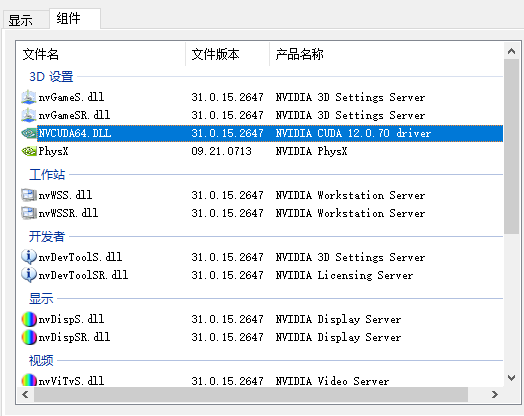 显示 组件
文件名 文件版本 产品名称
3D 设置
nvGameS.dll 31.0.15.2647 NVIDIA 3D Settings Server
nvGameSR.dll 31.0.15.2647 NVIDIA 3D Settings Server
NVCUDA64.DLL 31.0.15.2647 NVIDIA CUDA 12.0.70 driver
PhysX 09.21.0713 NVIDIA PhysX
工作站
nvWSS.dll 31.0.15.2647 NVIDIA Workstation Server
nvWSSR.dll 31.0.15.2647 NVIDIA Workstation Server
开发者
nvDevToolS.dll 31.0.15.2647 NVIDIA 3D Settings Server
nvDevToolSR.dll 31.0.15.2647 NVIDIA Licensing Server
显示
nvDispS.dll 31.0.15.2647 NVIDIA Display Server
nvDispSR.dll 31.0.15.2647 NVIDIA Display Server
视频
nvViTvS.dll 31.0.15.2647 NVIDIA Video Server